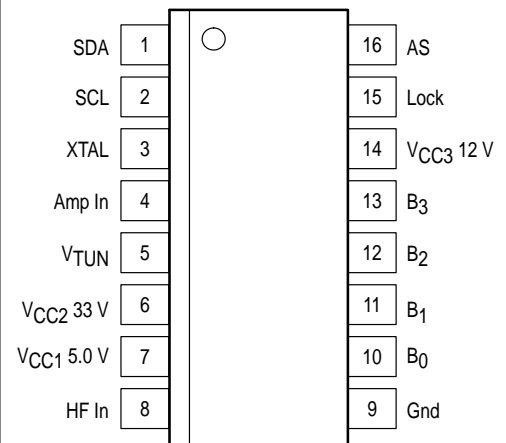 SDA 1 16 AS
SCL 2 15 Lock
XTAL 3 14 VCC3 12 V
Amp In 4 13 B3
VTUN 5 12 B2
VCC2 33 V 6 11 B1
VCC1 5.0 V 7 10 B0
HF In 8 9 Gnd